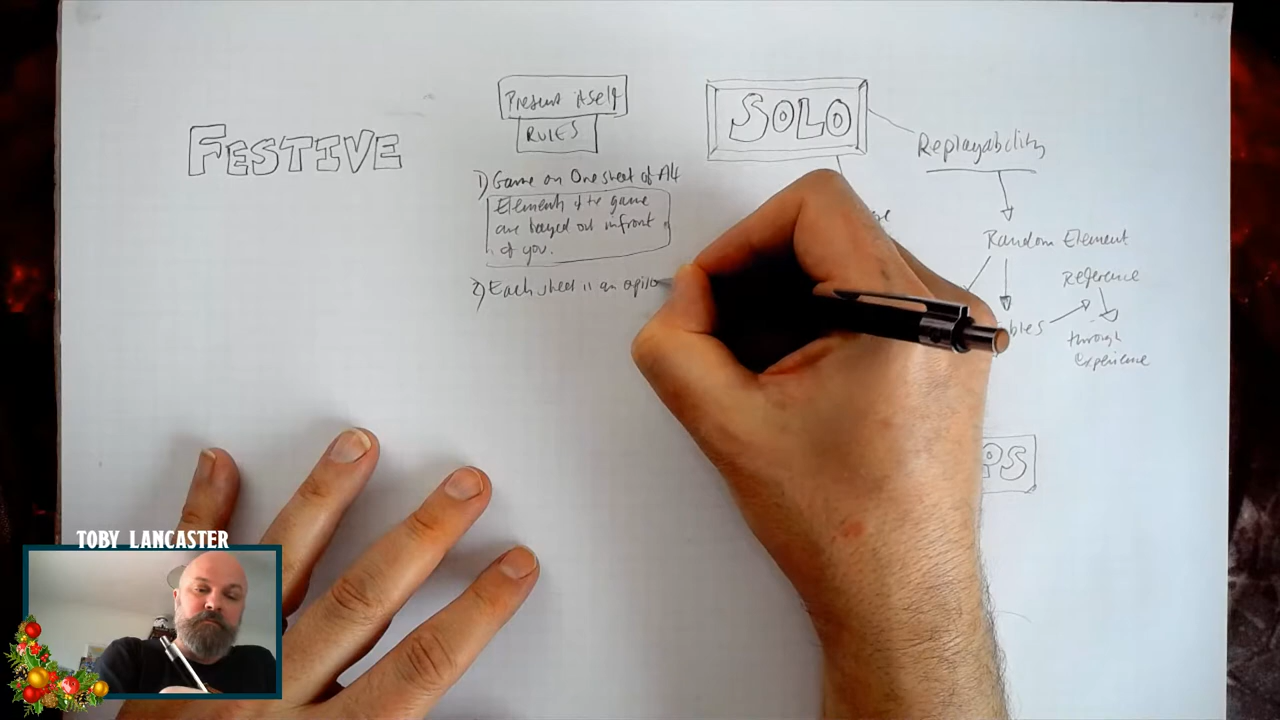 FESTIVE
Present itself
RULES
1) Game on One sheet of A4
Elements of the game
are layed out infront
of you.
2) Each sheet is an
SOLO
Replayability
Random Element
Reference
through
Experience
TOBY LANCASTER